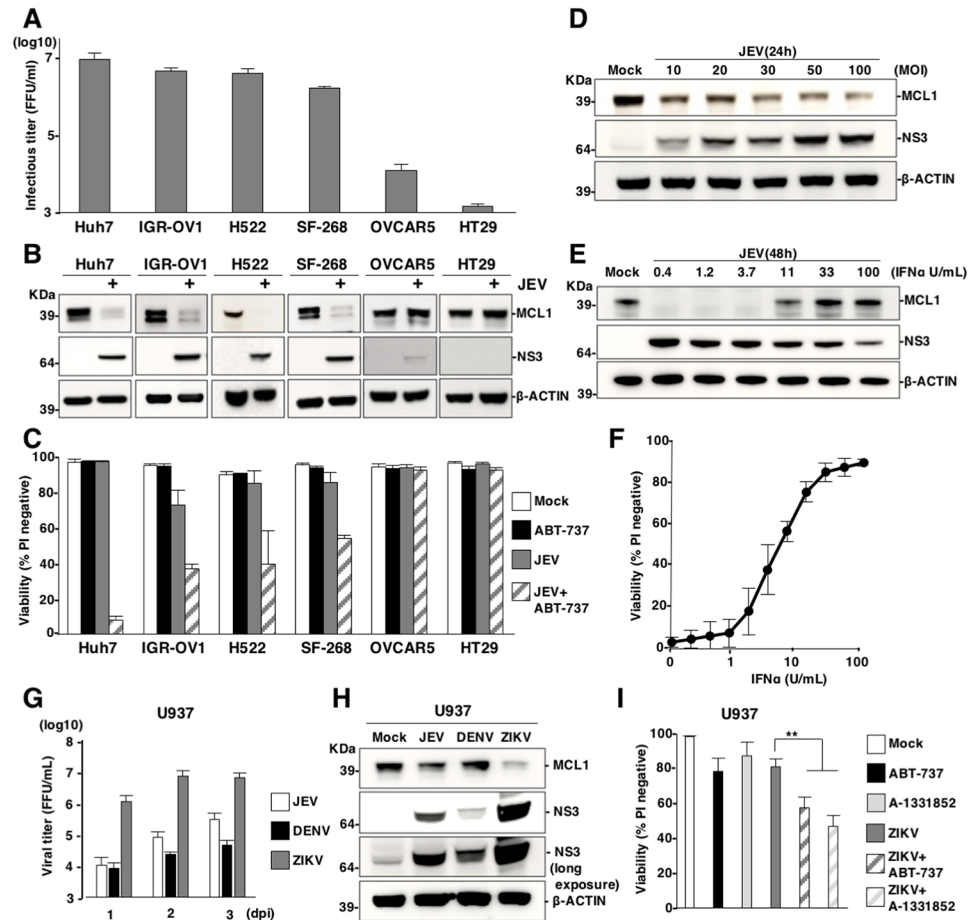 A
(log10)
Infectious titer (FFU/ml)
7
5
3
Huh7 IGR-OV1 H522 SF-268 OVCAR5 HT29
B
Huh7 IGR-OV1 H522 SF-268 OVCAR5 HT29
+ + + + + + JEV
KDa
39- -MCL1
64- -NS3
39- -β-ACTIN
C
Viability (% PI negative)
100
80
60
40
20
0
Huh7 IGR-OV1 H522 SF-268 OVCAR5 HT29
Mock
ABT-737
JEV
JEV+
ABT-737
D
JEV(24h)
Mock 10 20 30 50 100 (MOI)
KDa
39- -MCL1
64- -NS3
39- -β-ACTIN
E
JEV(48h)
Mock 0.4 1.2 3.7 11 33 100 (IFNα U/mL)
KDa
39- -MCL1
64- -NS3
39- -β-ACTIN
F
Viability (% PI negative)
100
80
60
40
20
0
0 1 10 100
IFNα (U/mL)
G
U937
(log10)
Viral titer (FFU/mL)
8
7
6
5
4
3
1 2 3 (dpi)
JEV
DENV
ZIKV
H
U937
Mock JEV DENV ZIKV
KDa
39- - MCL1
64- - NS3
64- - NS3
(long
exposure)
39- - β-ACTIN
I
U937
Viability (% PI negative)
100
80
60
40
20
0
**
Mock
ABT-737
A-1331852
ZIKV
ZIKV+
ABT-737
ZIKV+
A-1331852